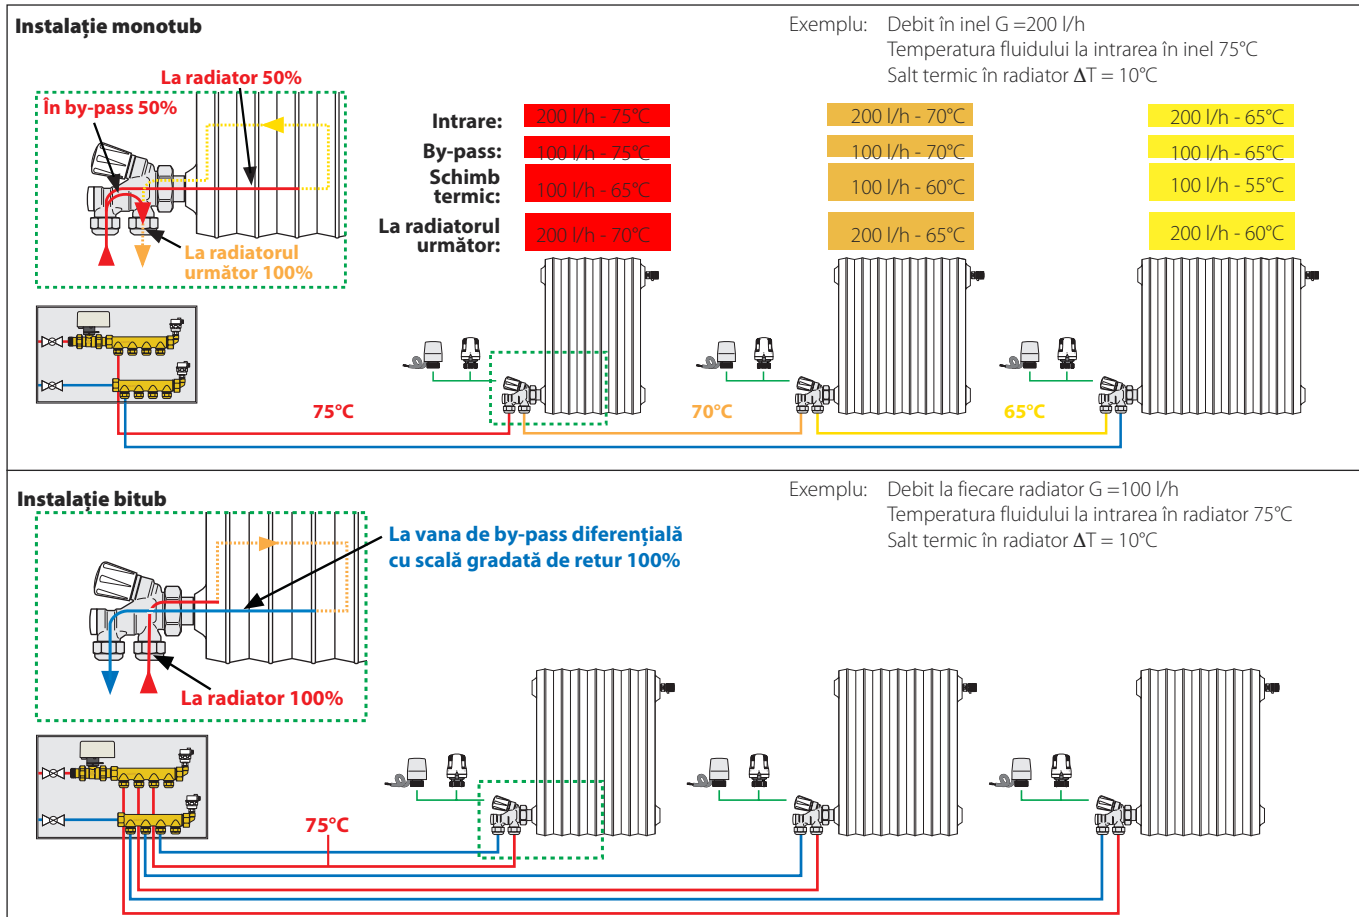 Instalație monotub
Exemplu: Debit în inel G =200 l/h
Temperatura fluidului la intrarea în inel 75°C
Salt termic în radiator ΔT = 10°C
La radiator 50%
În by-pass 50%
La radiatorul
următor 100%
Intrare: 200 l/h - 75°C 200 l/h - 70°C 200 l/h - 65°C
By-pass: 100 l/h - 75°C 100 l/h - 70°C 100 l/h - 65°C
Schimb
termic: 100 l/h - 65°C 100 l/h - 60°C 100 l/h - 55°C
La radiatorul
următor: 200 l/h - 70°C 200 l/h - 65°C 200 l/h - 60°C
75°C 70°C 65°C
Instalație bitub
Exemplu: Debit la fiecare radiator G =100 l/h
Temperatura fluidului la intrarea în radiator 75°C
Salt termic în radiator ΔT = 10°C
La vana de by-pass diferențială
cu scală gradată de retur 100%
La radiator 100%
75°C